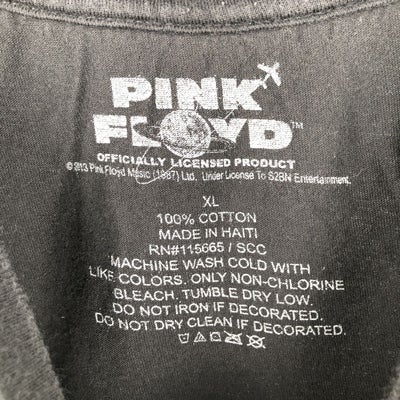 PINK
FLOYD™
OFFICIALLY LICENSED PRODUCT
©2013 Pink Floyd Music (1987) Ltd. Under License To S2BN Entertainment.
XL
100% COTTON
MADE IN HAITI
RN#115665 / SCC
MACHINE WASH COLD WITH
LIKE COLORS. ONLY NON-CHLORINE
BLEACH. TUMBLE DRY LOW.
DO NOT IRON IF DECORATED.
DO NOT DRY CLEAN IF DECORATED.